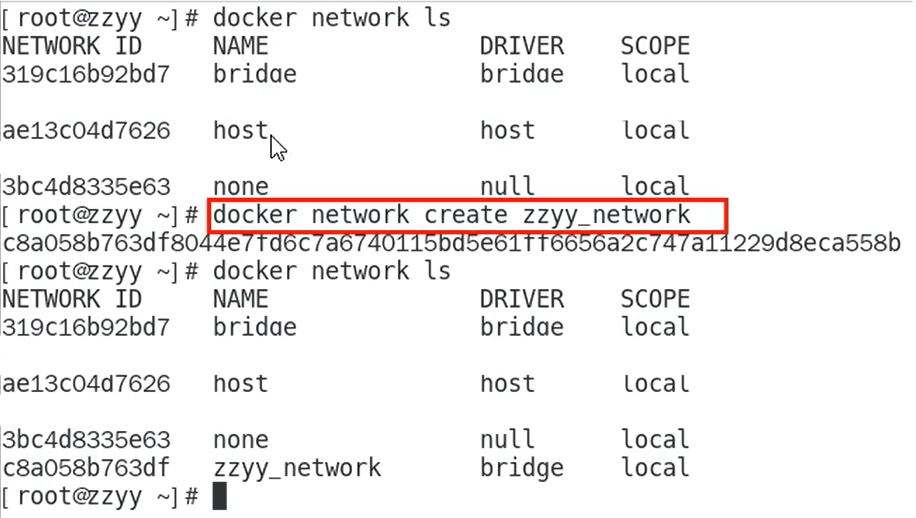 [root@zzyy ~]# docker network ls
NETWORK ID NAME DRIVER SCOPE
319c16b92bd7 bridge bridge local
ae13c04d7626 host host local
3bc4d8335e63 none null local
[root@zzyy ~]# docker network create zzyy_network
c8a058b763df8044e7fd6c7a6740115bd5e61ff6656a2c747a11229d8eca558b
[root@zzyy ~]# docker network ls
NETWORK ID NAME DRIVER SCOPE
319c16b92bd7 bridge bridge local
ae13c04d7626 host host local
3bc4d8335e63 none null local
c8a058b763df zzyy_network bridge local
[root@zzyy ~]#